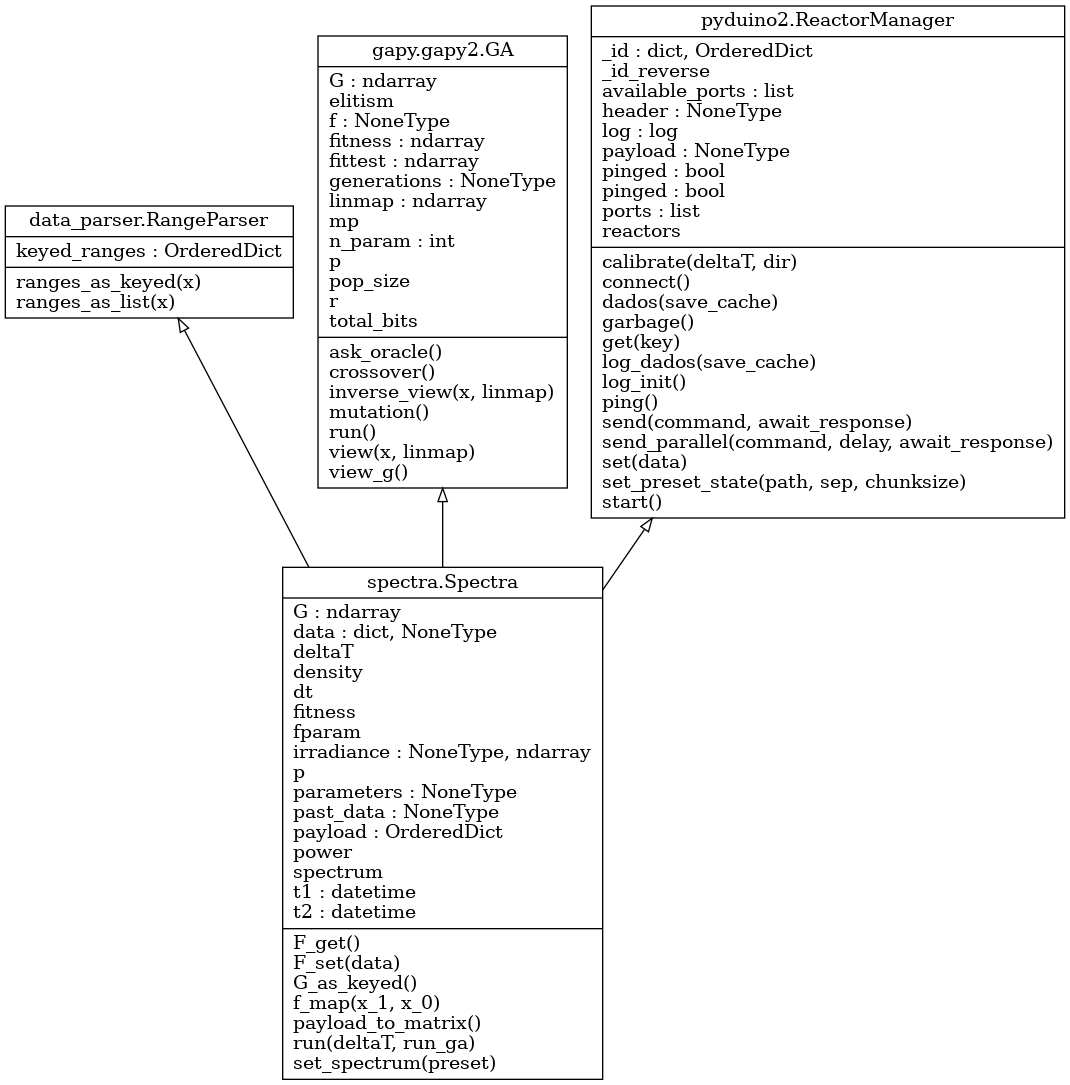 pyduino2.ReactorManager
_id : dict, OrderedDict
_id_reverse
available_ports : list
header : NoneType
log : log
payload : NoneType
pinged : bool
pinged : bool
ports : list
reactors
calibrate(deltaT, dir)
connect()
dados(save_cache)
garbage()
get(key)
log_dados(save_cache)
log_init()
ping()
send(command, await_response)
send_parallel(command, delay, await_response)
set(data)
set_preset_state(path, sep, chunksize)
start()
gapy.gapy2.GA
G : ndarray
elitism
f : NoneType
fitness : ndarray
fittest : ndarray
generations : NoneType
linmap : ndarray
mp
n_param : int
p
pop_size
r
total_bits
ask_oracle()
crossover()
inverse_view(x, linmap)
mutation()
run()
view(x, linmap)
view_g()
data_parser.RangeParser
keyed_ranges : OrderedDict
ranges_as_keyed(x)
ranges_as_list(x)
spectra.Spectra
G : ndarray
data : dict, NoneType
deltaT
density
dt
fitness
fparam
irradiance : NoneType, ndarray
p
parameters : NoneType
past_data : NoneType
payload : OrderedDict
power
spectrum
t1 : datetime
t2 : datetime
F_get()
F_set(data)
G_as_keyed()
f_map(x_1, x_0)
payload_to_matrix()
run(deltaT, run_ga)
set_spectrum(preset)